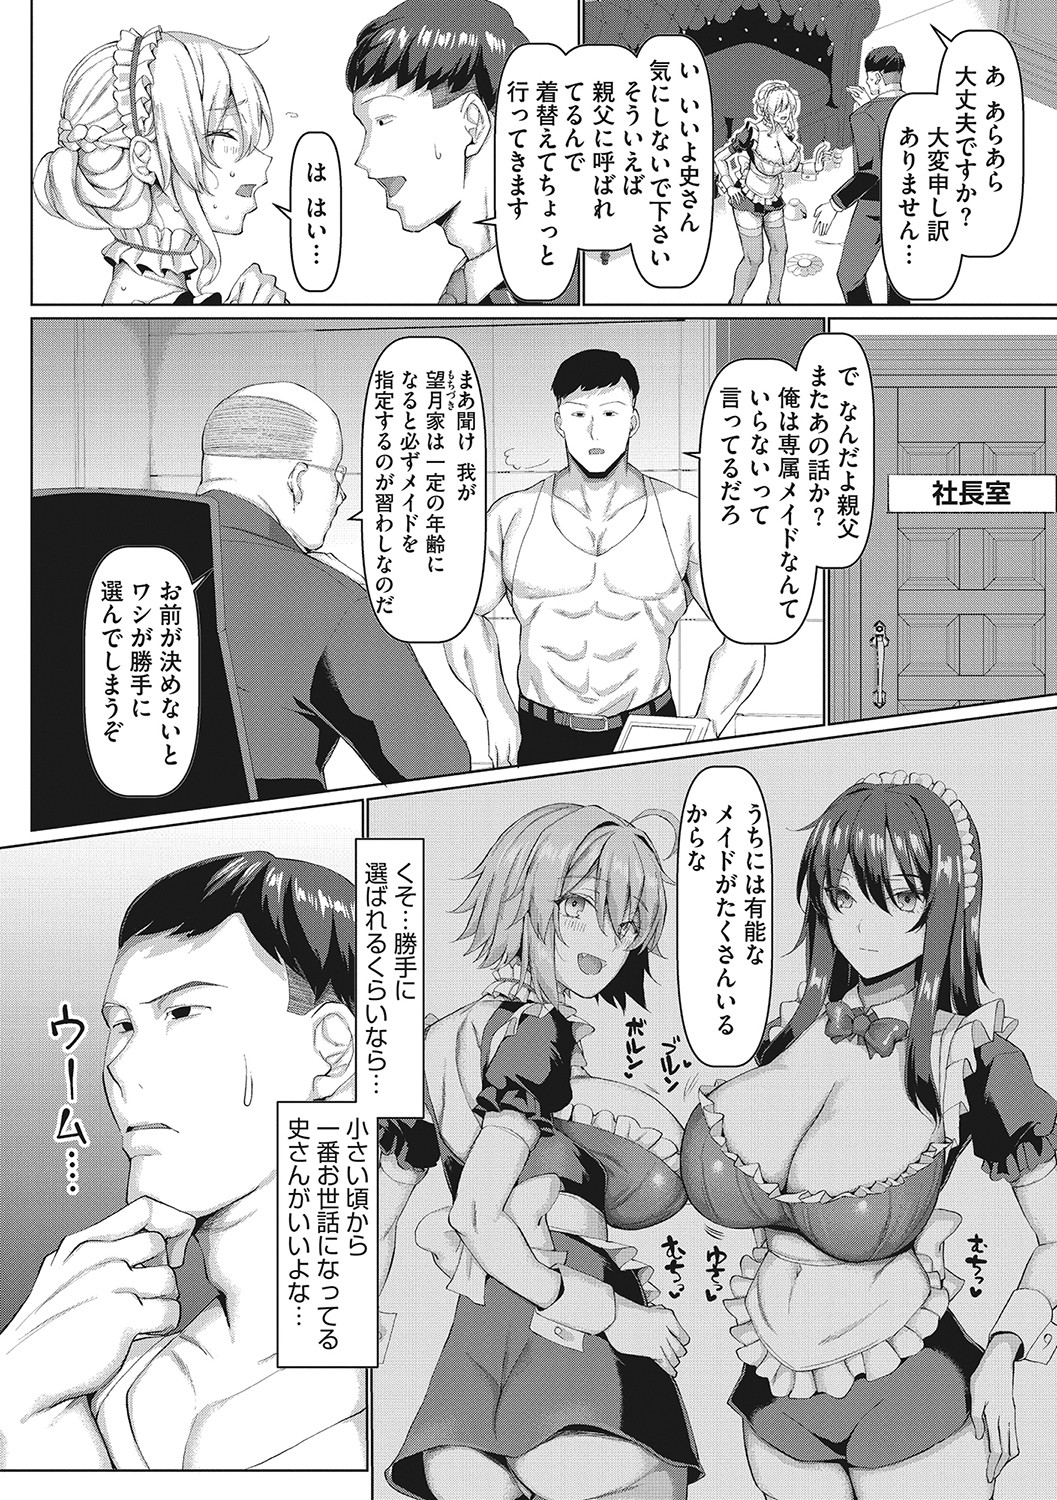 あ あらあら
大丈夫ですか？
大変申し訳
ありません…
い いいよ史さん
気にしないで下さい
そういえば
親父に呼ばれ
てるんで
着替えてちょっと
行ってきます
は はい…
社長室
で なんだよ親父
またあの話か？
俺は専属メイドなんて
いらないって
言ってるだろ
まあ聞け 我が
望月家は一定の年齢に
もちづき
なると必ずメイドを
指定するのが習わしなのだ
お前が決めないと
ワシが勝手に
選んでしまうぞ
うちには有能な
メイドがたくさんいる
からな
ボルン
ブルン
むちっ
ゆさっ
むちっ
くそ…勝手に
選ばれるくらいなら…
小さい頃から
一番お世話になってる
史さんがいいよな…
ウーム…